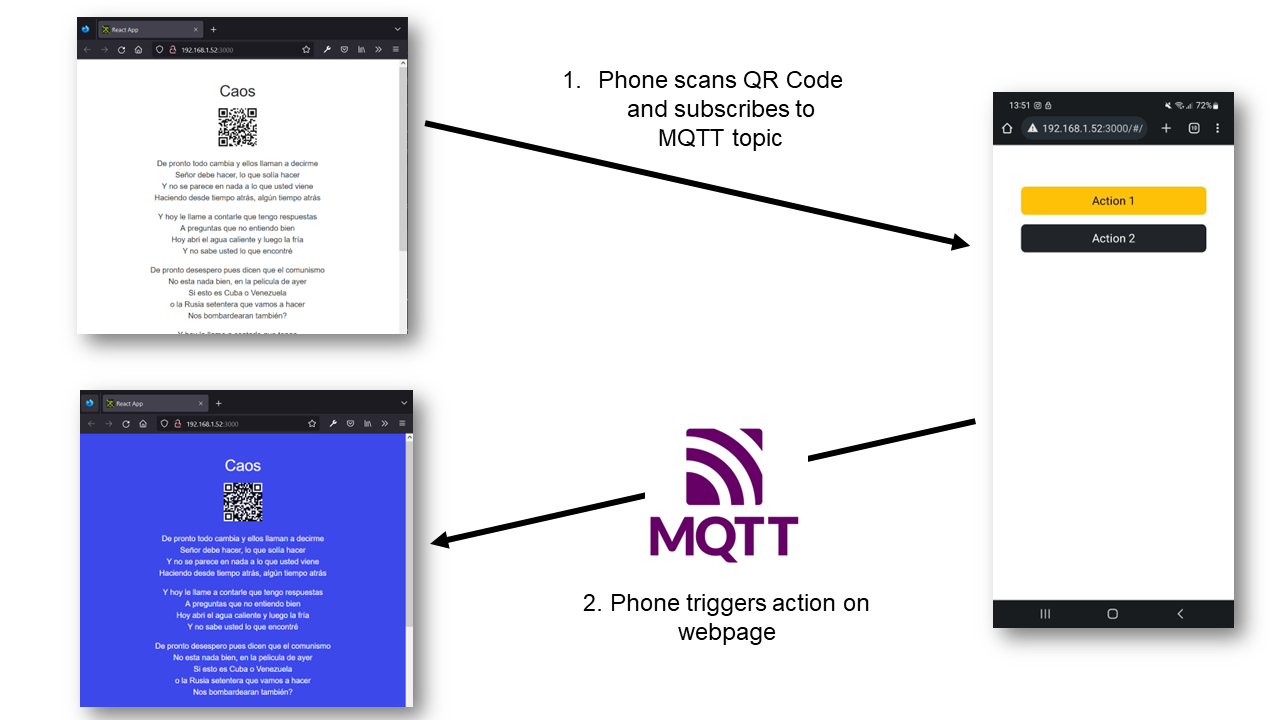 React App
192.168.1.52:3000
Caos
De pronto todo cambia y ellos llaman a decirme
Señor debe hacer, lo que solía hacer
Y no se parece en nada a lo que usted viene
Haciendo desde tiempo atrás, algún tiempo atrás
Y hoy le llame a contarle que tengo respuestas
A preguntas que no entiendo bien
Hoy abri el agua caliente y luego la fría
Y no sabe usted lo que encontré
De pronto desespero pues dicen que el comunismo
No esta nada bien, en la pelicula de ayer
Si esto es Cuba o Venezuela
o la Rusia setentera que vamos a hacer
Nos bombardearan también?
1. Phone scans QR Code
and subscribes to
MQTT topic
13:51
72%
192.168.1.52:3000/#/
Action 1
Action 2
React App
192.168.1.52:3000
Caos
De pronto todo cambia y ellos llaman a decirme
Señor debe hacer, lo que solía hacer
Y no se parece en nada a lo que usted viene
Haciendo desde tiempo atrás, algún tiempo atrás
Y hoy le llame a contarle que tengo respuestas
A preguntas que no entiendo bien
Hoy abri el agua caliente y luego la fría
Y no sabe usted lo que encontré
De pronto desespero pues dicen que el comunismo
No esta nada bien, en la pelicula de ayer
Si esto es Cuba o Venezuela
o la Rusia setentera que vamos a hacer
Nos bombardearan también?
MQTT
2. Phone triggers action on
webpage